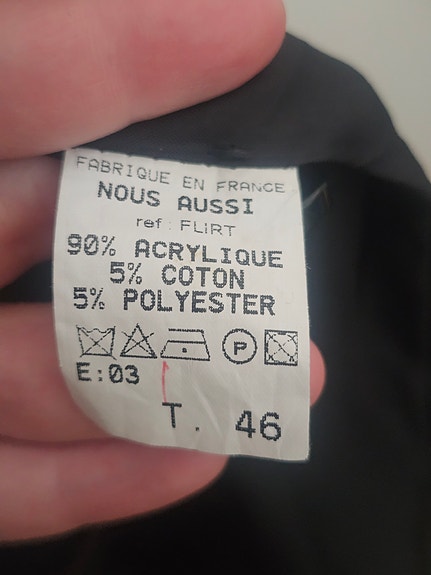 FABRIQUE EN FRANCE
NOUS AUSSI
ref: FLIRT
90% ACRYLIQUE
5% COTON
5% POLYESTER
P
E:03
T. 46